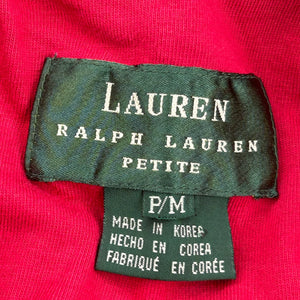 LAUREN
RALPH LAUREN
PETITE
P/M
MADE IN KOREA
HECHO EN COREA
FABRIQUÉ EN CORÉE